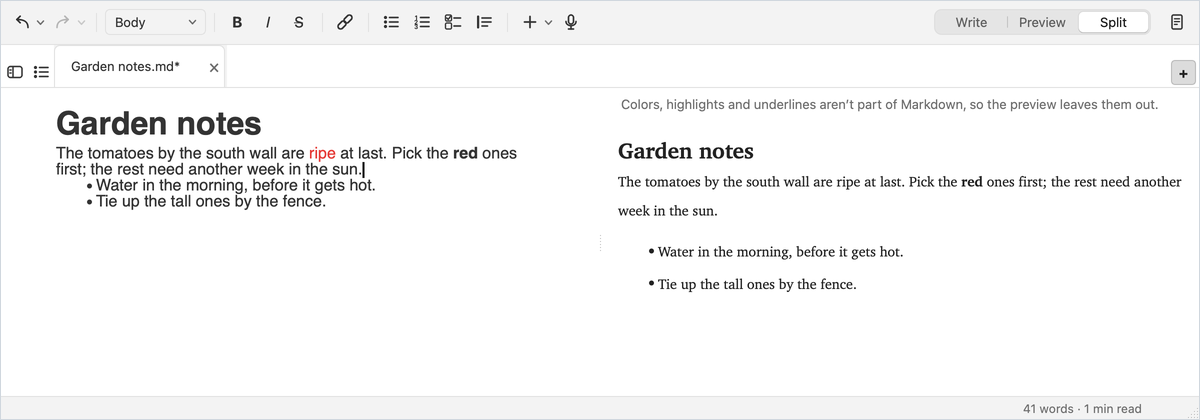 Body
B
I
S
Write
Preview
Split
Garden notes.md*
Garden notes
The tomatoes by the south wall are ripe at last. Pick the red ones
first; the rest need another week in the sun.
• Water in the morning, before it gets hot.
• Tie up the tall ones by the fence.
Colors, highlights and underlines aren’t part of Markdown, so the preview leaves them out.
Garden notes
The tomatoes by the south wall are ripe at last. Pick the red ones first; the rest need another
week in the sun.
• Water in the morning, before it gets hot.
• Tie up the tall ones by the fence.
41 words · 1 min read